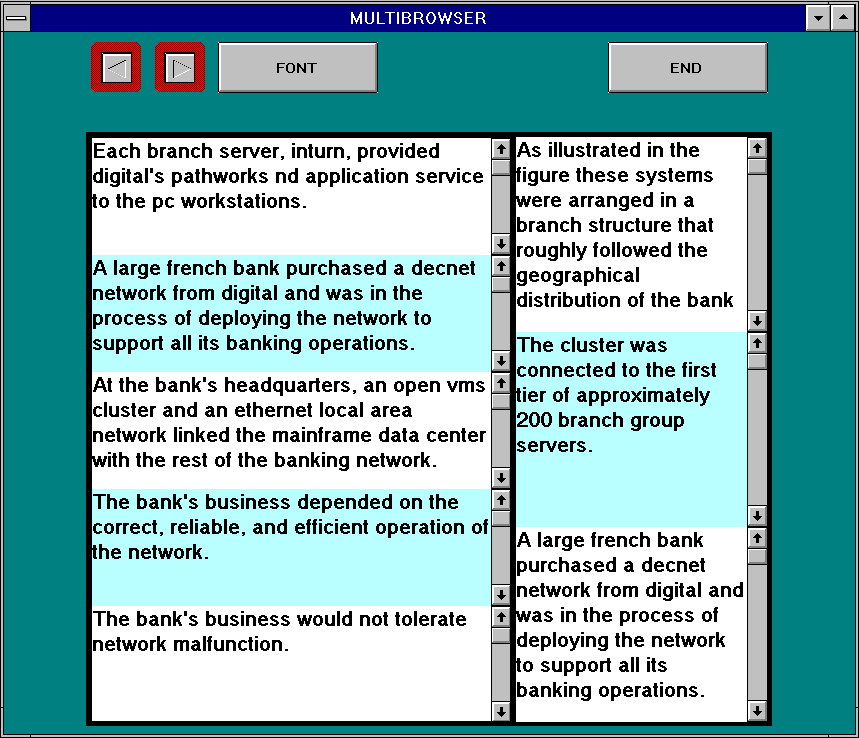 MULTIBROWSER
FONT
END
Each branch server, inturn, provided
digital's pathworks nd application service
to the pc workstations.
A large french bank purchased a decnet
network from digital and was in the
process of deploying the network to
support all its banking operations.
At the bank's headquarters, an open vms
cluster and an ethernet local area
network linked the mainframe data center
with the rest of the banking network.
The bank's business depended on the
correct, reliable, and efficient operation of
the network.
The bank's business would not tolerate
network malfunction.
As illustrated in the
figure these systems
were arranged in a
branch structure that
roughly followed the
geographical
distribution of the bank
The cluster was
connected to the first
tier of approximately
200 branch group
servers.
A large french bank
purchased a decnet
network from digital and
was in the process of
deploying the network
to support all its
banking operations.